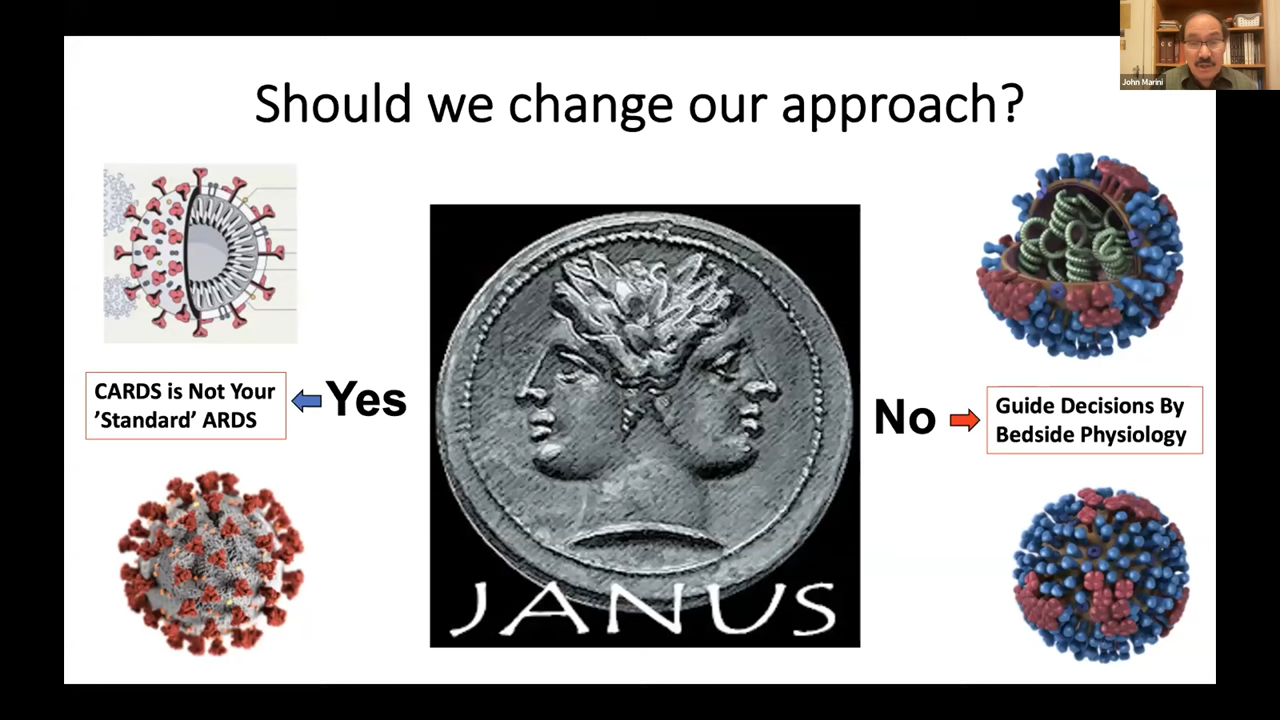 John Marini
Should we change our approach?
CARDS is Not Your
’Standard’ ARDS
Yes
No
Guide Decisions By
Bedside Physiology
JANUS